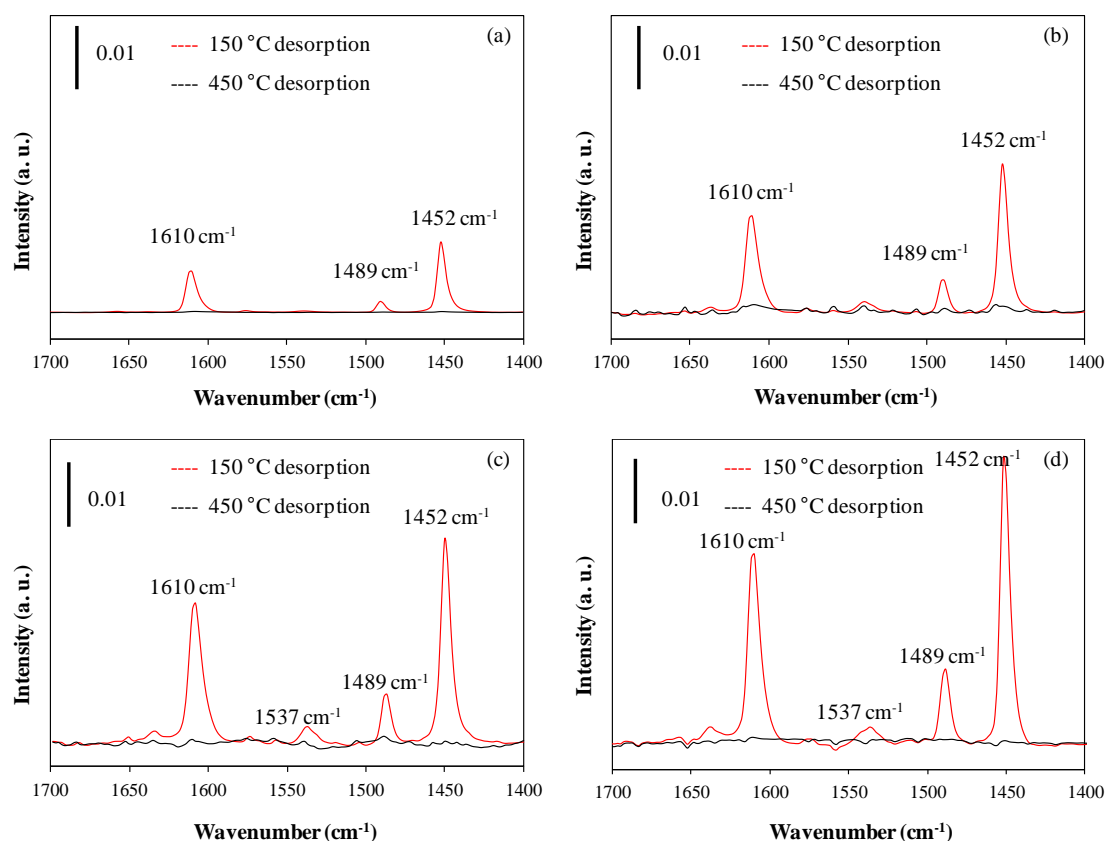 (a)
0.01
150 °C desorption
450 °C desorption
1610 cm⁻¹
1489 cm⁻¹
1452 cm⁻¹
Intensity (a. u.)
1700 1650 1600 1550 1500 1450 1400
Wavenumber (cm⁻¹)
(b)
0.01
150 °C desorption
450 °C desorption
1452 cm⁻¹
1610 cm⁻¹
1489 cm⁻¹
Intensity (a. u.)
1700 1650 1600 1550 1500 1450 1400
Wavenumber (cm⁻¹)
(c)
0.01
150 °C desorption
450 °C desorption
1452 cm⁻¹
1610 cm⁻¹
1489 cm⁻¹
1537 cm⁻¹
Intensity (a. u.)
1700 1650 1600 1550 1500 1450 1400
Wavenumber (cm⁻¹)
(d)
0.01
150 °C desorption
1452 cm⁻¹
450 °C desorption
1610 cm⁻¹
1489 cm⁻¹
1537 cm⁻¹
Intensity (a. u.)
1700 1650 1600 1550 1500 1450 1400
Wavenumber (cm⁻¹)